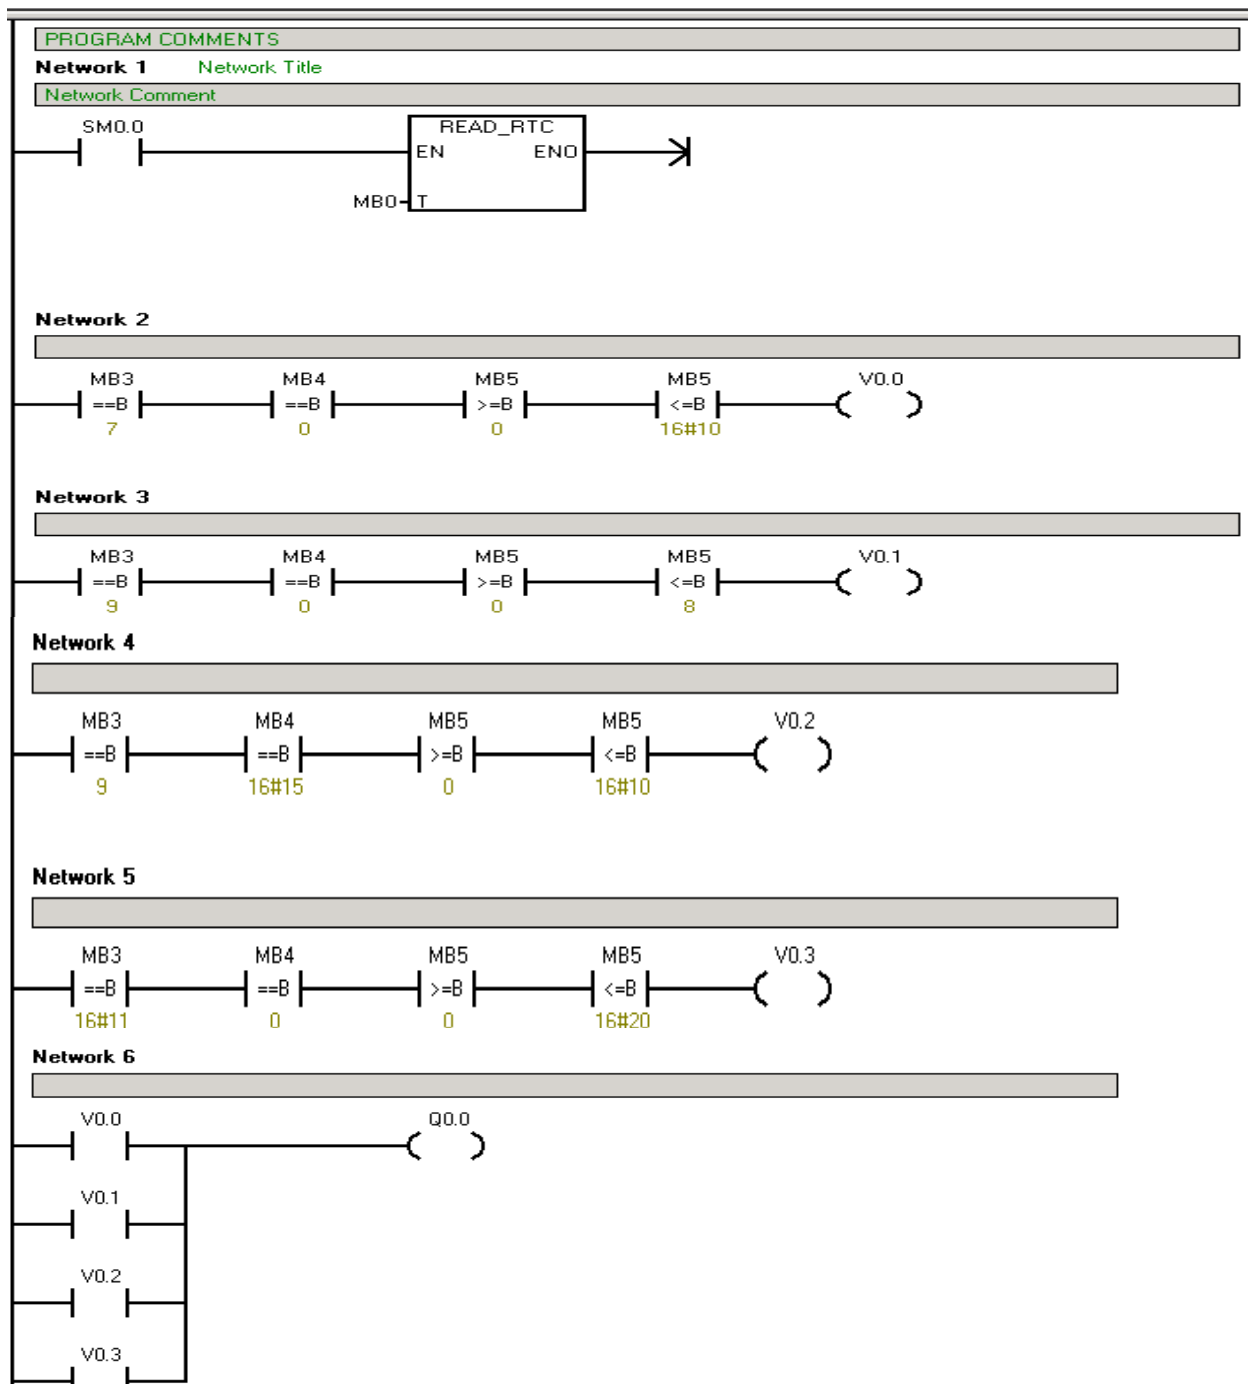 PROGRAM COMMENTS
Network 1 Network Title
Network Comment
SM0.0 READ_RTC
EN ENO
MB0 T
Network 2
MB3 MB4 MB5 MB5 V0.0
==B ==B >=B <=B
7 0 0 16#10
Network 3
MB3 MB4 MB5 MB5 V0.1
==B ==B >=B <=B
9 0 0 8
Network 4
MB3 MB4 MB5 MB5 V0.2
==B ==B >=B <=B
9 16#15 0 16#10
Network 5
MB3 MB4 MB5 MB5 V0.3
==B ==B >=B <=B
16#11 0 0 16#20
Network 6
V0.0 Q0.0
V0.1
V0.2
V0.3